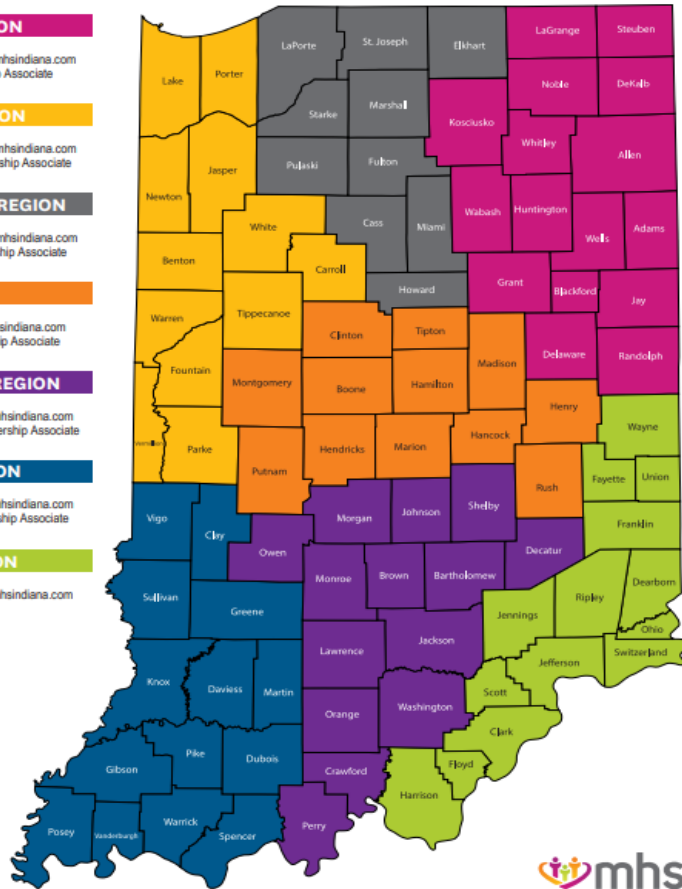 ON
mhsindiana.com
Associate
ON
mhsindiana.com
ship Associate
REGION
mhsindiana.com
hip Associate
sindiana.com
ip Associate
REGION
hsindiana.com
ership Associate
ON
hsindiana.com
ship Associate
ON
hsindiana.com
LaPorte
St. Joseph
Elkhart
LaGrange
Steuben
Lake
Porter
Noble
DeKalb
Starke
Marshall
Kosciusko
Whitley
Allen
Newton
Jasper
Pulaski
Fulton
White
Cass
Miami
Wabash
Huntington
Wells
Adams
Benton
Carroll
Howard
Grant
Blackford
Jay
Warren
Tippecanoe
Clinton
Tipton
Madison
Delaware
Randolph
Fountain
Montgomery
Boone
Hamilton
Henry
Vermillion
Parke
Putnam
Hendricks
Marion
Hancock
Wayne
Rush
Fayette
Union
Vigo
Clay
Owen
Morgan
Johnson
Shelby
Decatur
Franklin
Sullivan
Greene
Monroe
Brown
Bartholomew
Jennings
Ripley
Dearborn
Ohio
Switzerland
Knox
Daviess
Martin
Lawrence
Jackson
Jefferson
Scott
Orange
Washington
Clark
Gibson
Pike
Dubois
Crawford
Floyd
Harrison
Posey
Vanderburgh
Warrick
Spencer
Perry
mhs